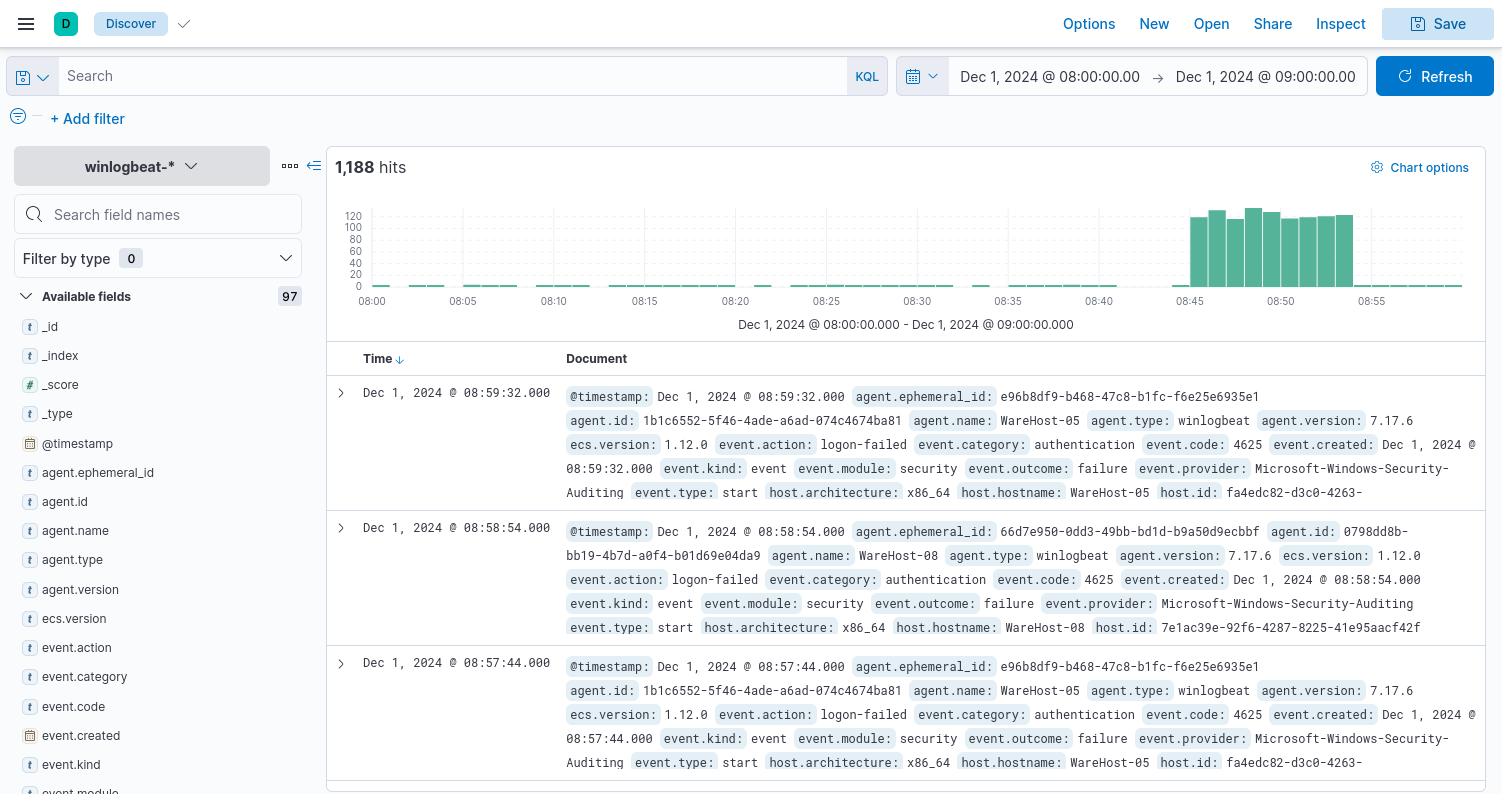 D Discover Options New Open Share Inspect Save
Search KQL Dec 1, 2024 @ 08:00:00.00 → Dec 1, 2024 @ 09:00:00.00 Refresh
+ Add filter
winlogbeat-*
Search field names
Filter by type 0
Available fields 97
t _id
t _index
# _score
t _type
@timestamp
t agent.ephemeral_id
t agent.id
t agent.name
t agent.type
t agent.version
t ecs.version
t event.action
t event.category
t event.code
event.created
t event.kind
t event.module
1,188 hits
Chart options
120
100
80
60
40
20
0
08:00 08:05 08:10 08:15 08:20 08:25 08:30 08:35 08:40 08:45 08:50 08:55
Dec 1, 2024 @ 08:00:00.000 - Dec 1, 2024 @ 09:00:00.000
Time Document
Dec 1, 2024 @ 08:59:32.000 @timestamp: Dec 1, 2024 @ 08:59:32.000 agent.ephemeral_id: e96b8df9-b468-47c8-b1fc-f6e25e6935e1
agent.id: 1b1c6552-5f46-4ade-a6ad-074c4674ba81 agent.name: WareHost-05 agent.type: winlogbeat agent.version: 7.17.6
ecs.version: 1.12.0 event.action: logon-failed event.category: authentication event.code: 4625 event.created: Dec 1, 2024 @
08:59:32.000 event.kind: event event.module: security event.outcome: failure event.provider: Microsoft-Windows-Security-
Auditing event.type: start host.architecture: x86_64 host.hostname: WareHost-05 host.id: fa4edc82-d3c0-4263-
Dec 1, 2024 @ 08:58:54.000 @timestamp: Dec 1, 2024 @ 08:58:54.000 agent.ephemeral_id: 66d7e950-0dd3-49bb-bd1d-b9a50d9ecbbf agent.id: 0798dd8b-
bb19-4b7d-a0f4-b01d69e04da9 agent.name: WareHost-08 agent.type: winlogbeat agent.version: 7.17.6 ecs.version: 1.12.0
event.action: logon-failed event.category: authentication event.code: 4625 event.created: Dec 1, 2024 @ 08:58:54.000
event.kind: event event.module: security event.outcome: failure event.provider: Microsoft-Windows-Security-Auditing
event.type: start host.architecture: x86_64 host.hostname: WareHost-08 host.id: 7e1ac39e-92f6-4287-8225-41e95aacf42f
Dec 1, 2024 @ 08:57:44.000 @timestamp: Dec 1, 2024 @ 08:57:44.000 agent.ephemeral_id: e96b8df9-b468-47c8-b1fc-f6e25e6935e1
agent.id: 1b1c6552-5f46-4ade-a6ad-074c4674ba81 agent.name: WareHost-05 agent.type: winlogbeat agent.version: 7.17.6
ecs.version: 1.12.0 event.action: logon-failed event.category: authentication event.code: 4625 event.created: Dec 1, 2024 @
08:57:44.000 event.kind: event event.module: security event.outcome: failure event.provider: Microsoft-Windows-Security-
Auditing event.type: start host.architecture: x86_64 host.hostname: WareHost-05 host.id: fa4edc82-d3c0-4263-